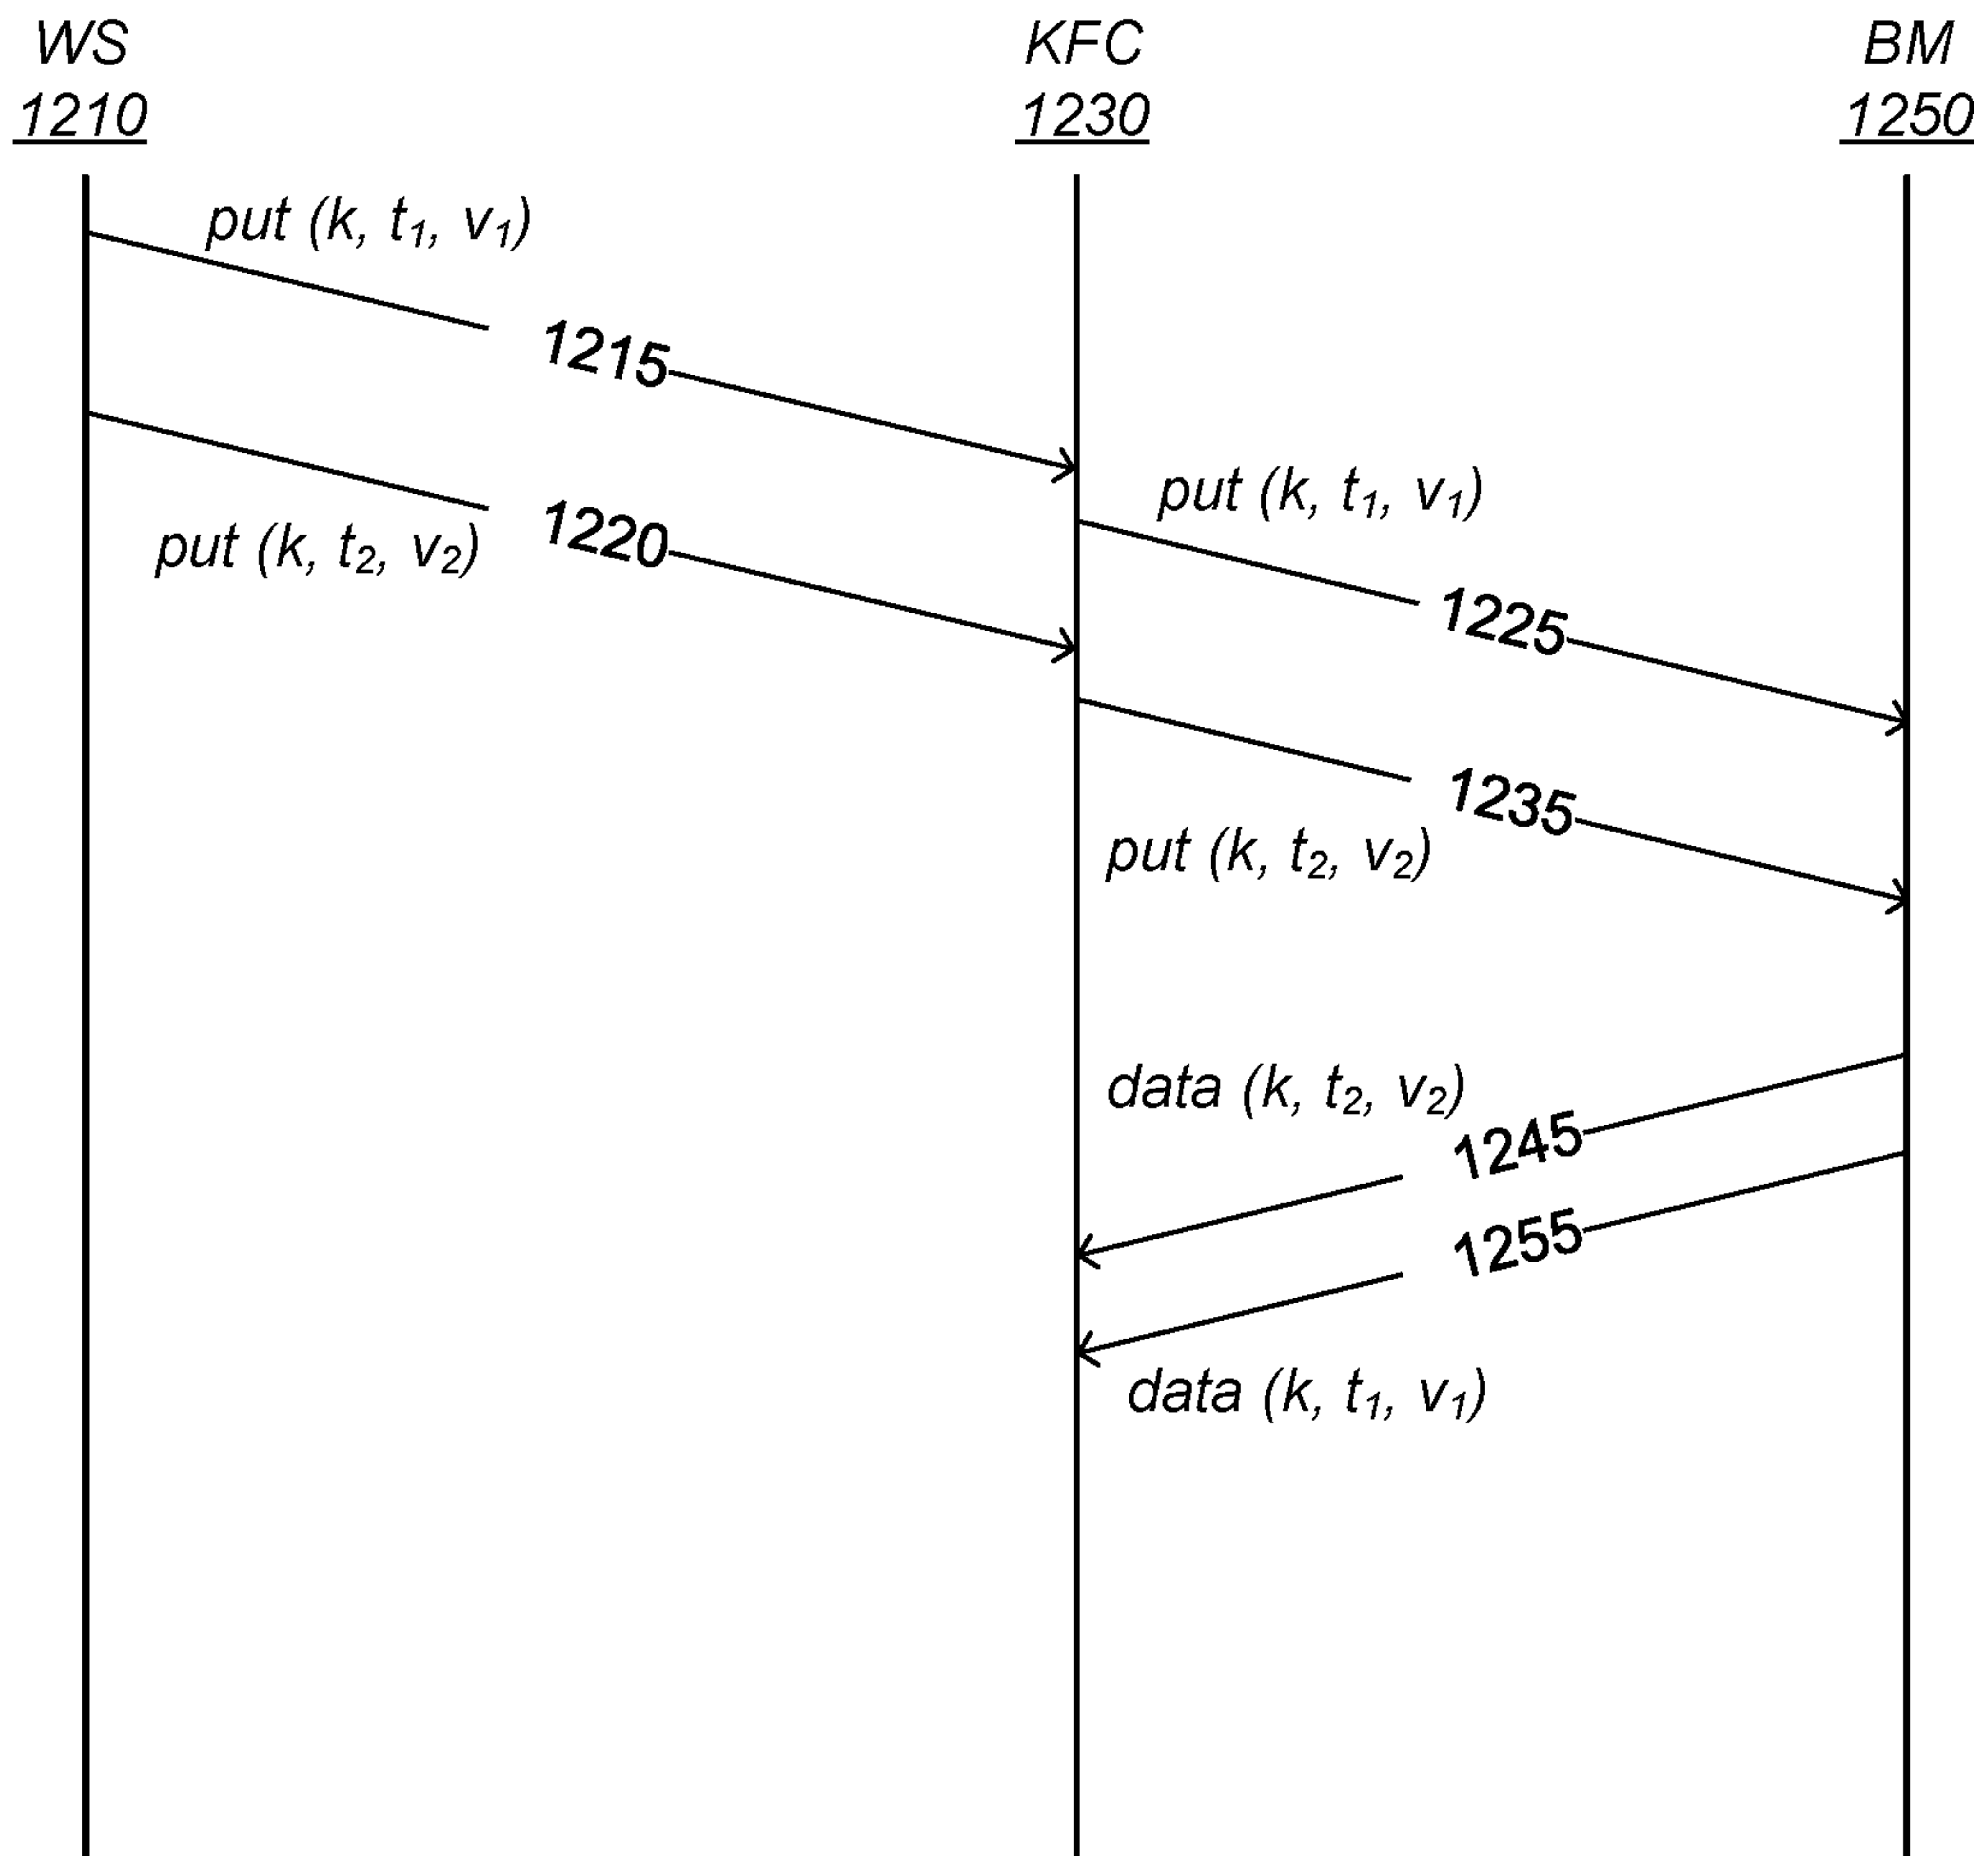 WS
1210
KFC
1230
BM
1250
put (k, t₁, v₁)
1215
put (k, t₂, v₂)
1220
put (k, t₁, v₁)
1225
1235
put (k, t₂, v₂)
data (k, t₂, v₂)
1245
1255
data (k, t₁, v₁)